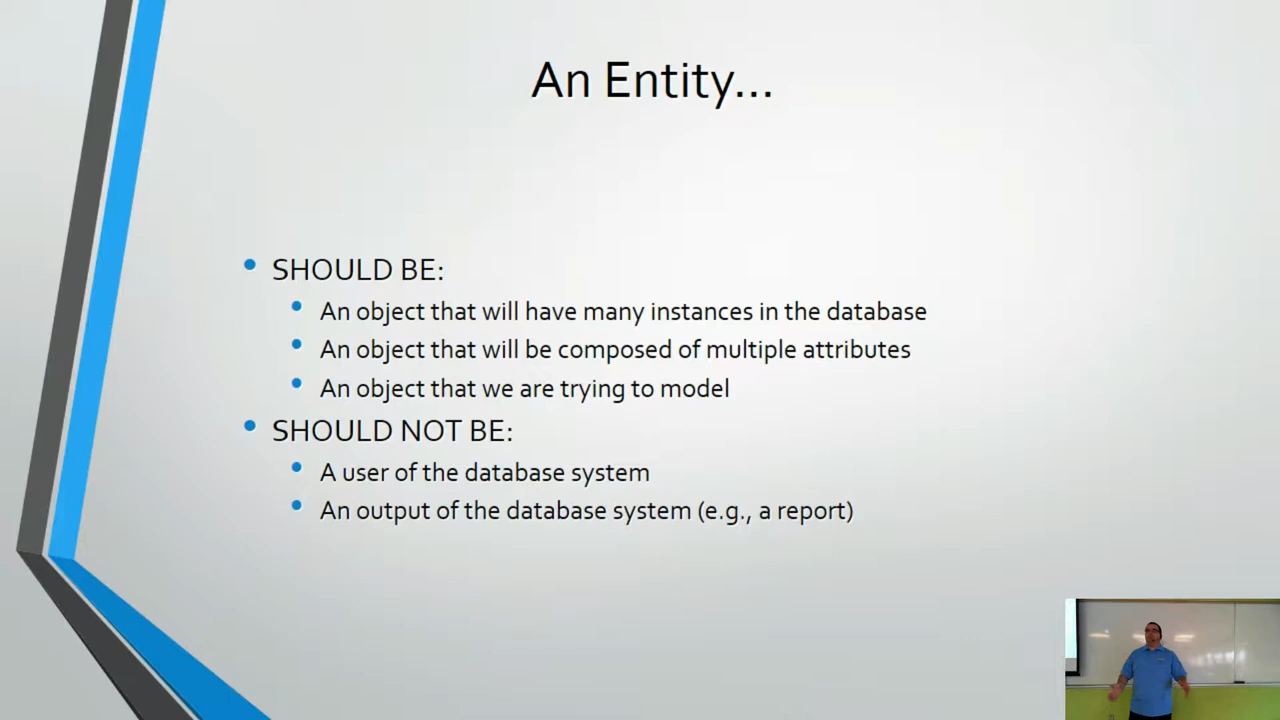 An Entity...
• SHOULD BE:
• An object that will have many instances in the database
• An object that will be composed of multiple attributes
• An object that we are trying to model
• SHOULD NOT BE:
• A user of the database system
• An output of the database system (e.g., a report)